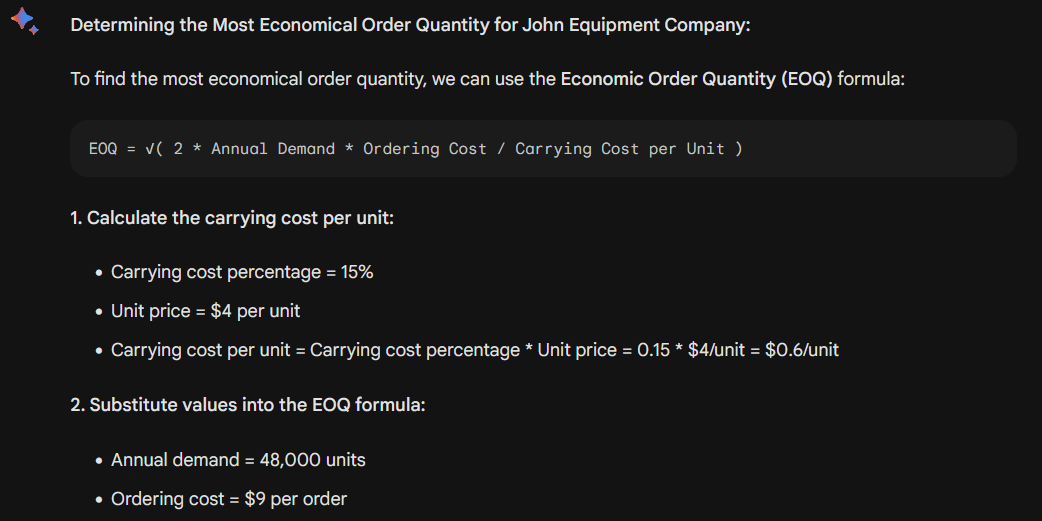 Determining the Most Economical Order Quantity for John Equipment Company:
To find the most economical order quantity, we can use the Economic Order Quantity (EOQ) formula:
EOQ = √( 2 * Annual Demand * Ordering Cost / Carrying Cost per Unit )
1. Calculate the carrying cost per unit:
• Carrying cost percentage = 15%
• Unit price = $4 per unit
• Carrying cost per unit = Carrying cost percentage * Unit price = 0.15 * $4/unit = $0.6/unit
2. Substitute values into the EOQ formula:
• Annual demand = 48,000 units
• Ordering cost = $9 per order